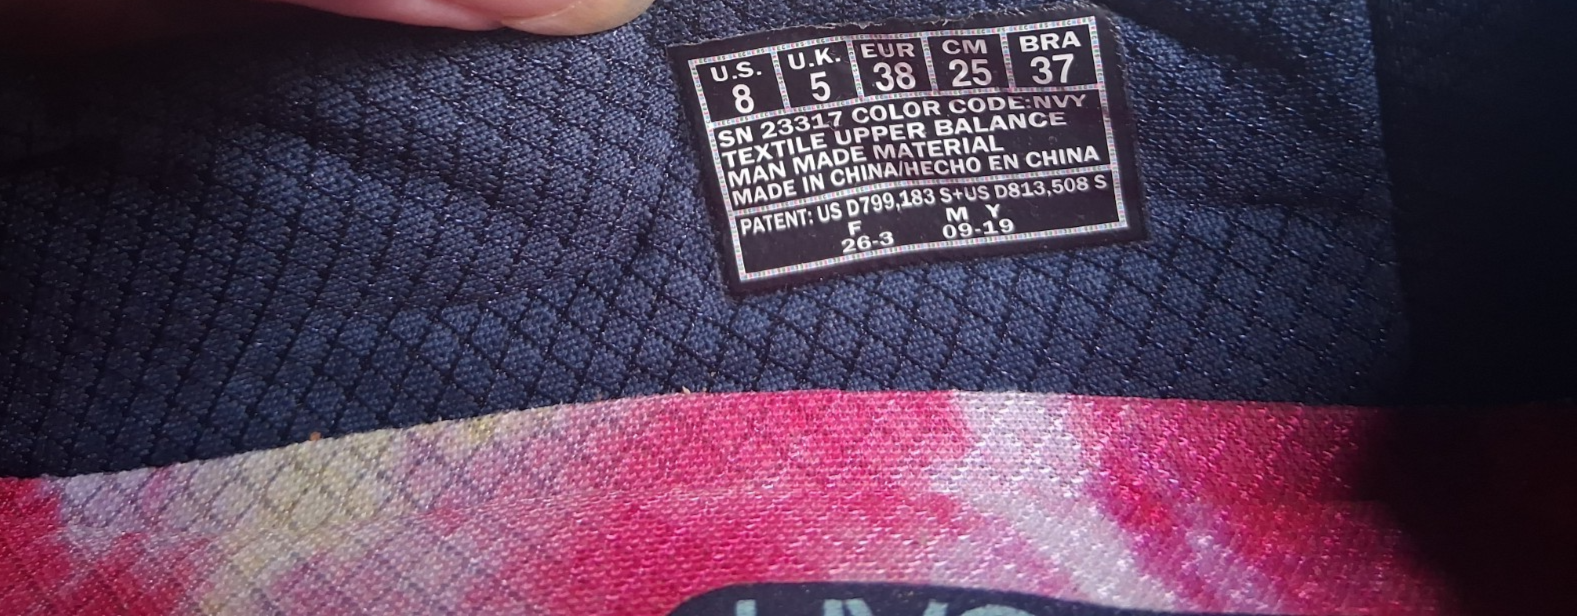 U.S. U.K. EUR CM BRA
8 5 38 25 37
SN 23317 COLOR CODE:NVY
TEXTILE UPPER BALANCE
MAN MADE MATERIAL
MADE IN CHINA/HECHO EN CHINA
PATENT: US D799,183 S+US D813,508 S
F M Y
26-3 09-19